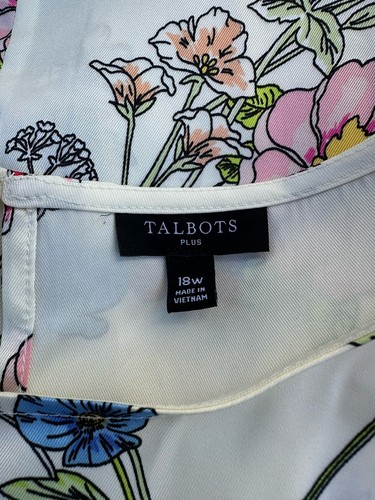 TALBOTS
PLUS
18W
MADE IN
VIETNAM